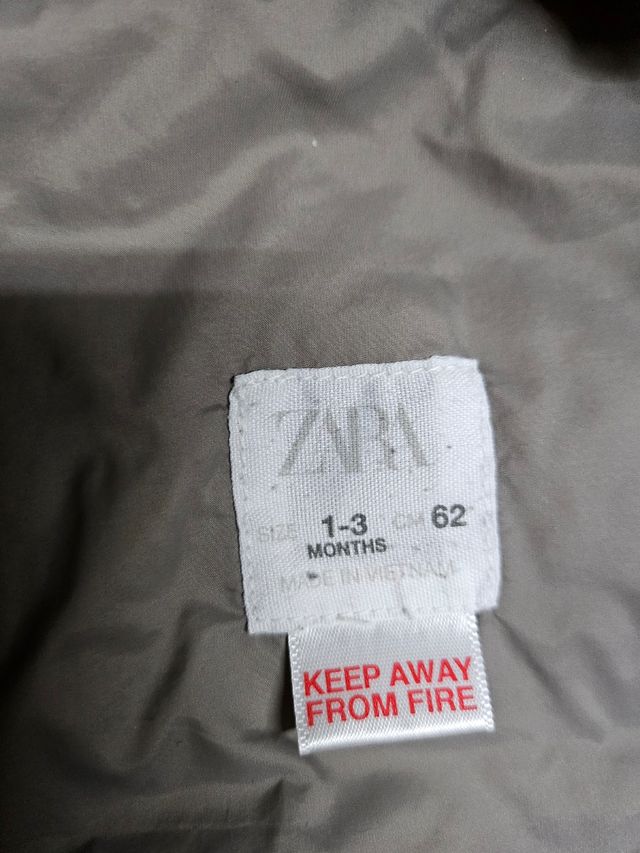 ZARA
SIZE 1-3 CM 62
MONTHS
MADE IN VIETNAM
KEEP AWAY
FROM FIRE